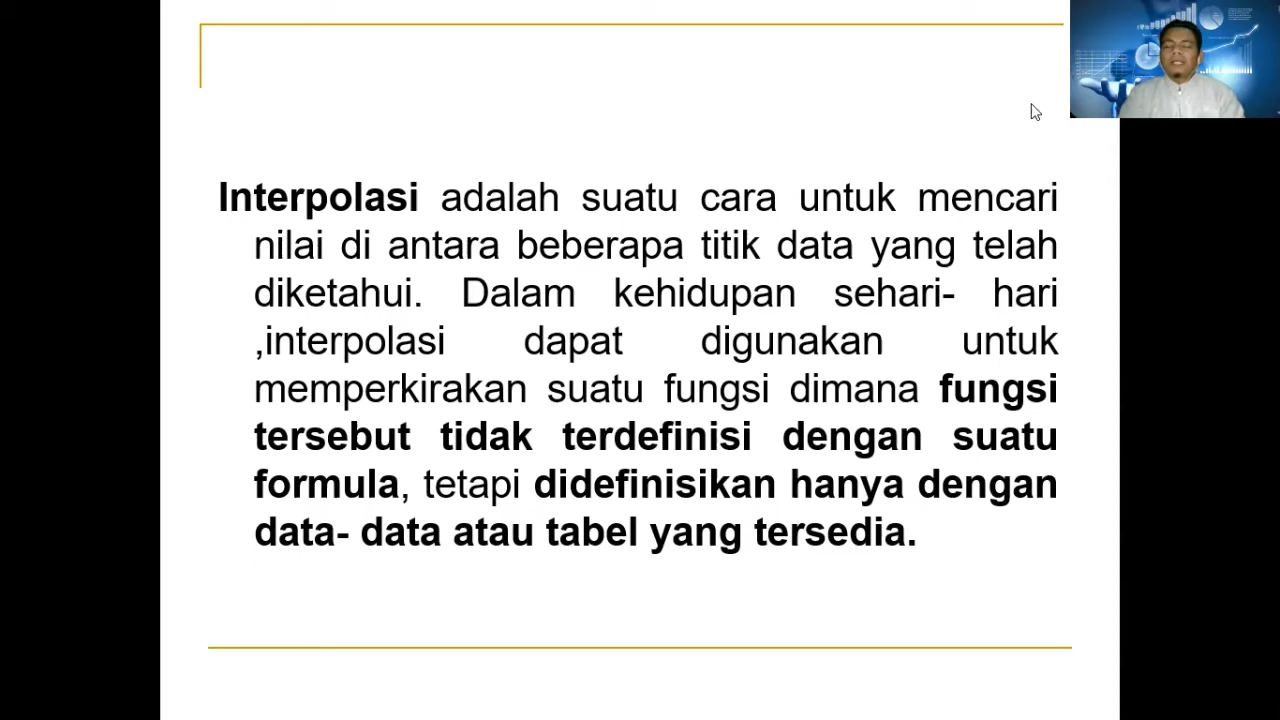 Interpolasi adalah suatu cara untuk mencari
nilai di antara beberapa titik data yang telah
diketahui. Dalam kehidupan sehari- hari
,interpolasi dapat digunakan untuk
memperkirakan suatu fungsi dimana fungsi
tersebut tidak terdefinisi dengan suatu
formula, tetapi didefinisikan hanya dengan
data- data atau tabel yang tersedia.